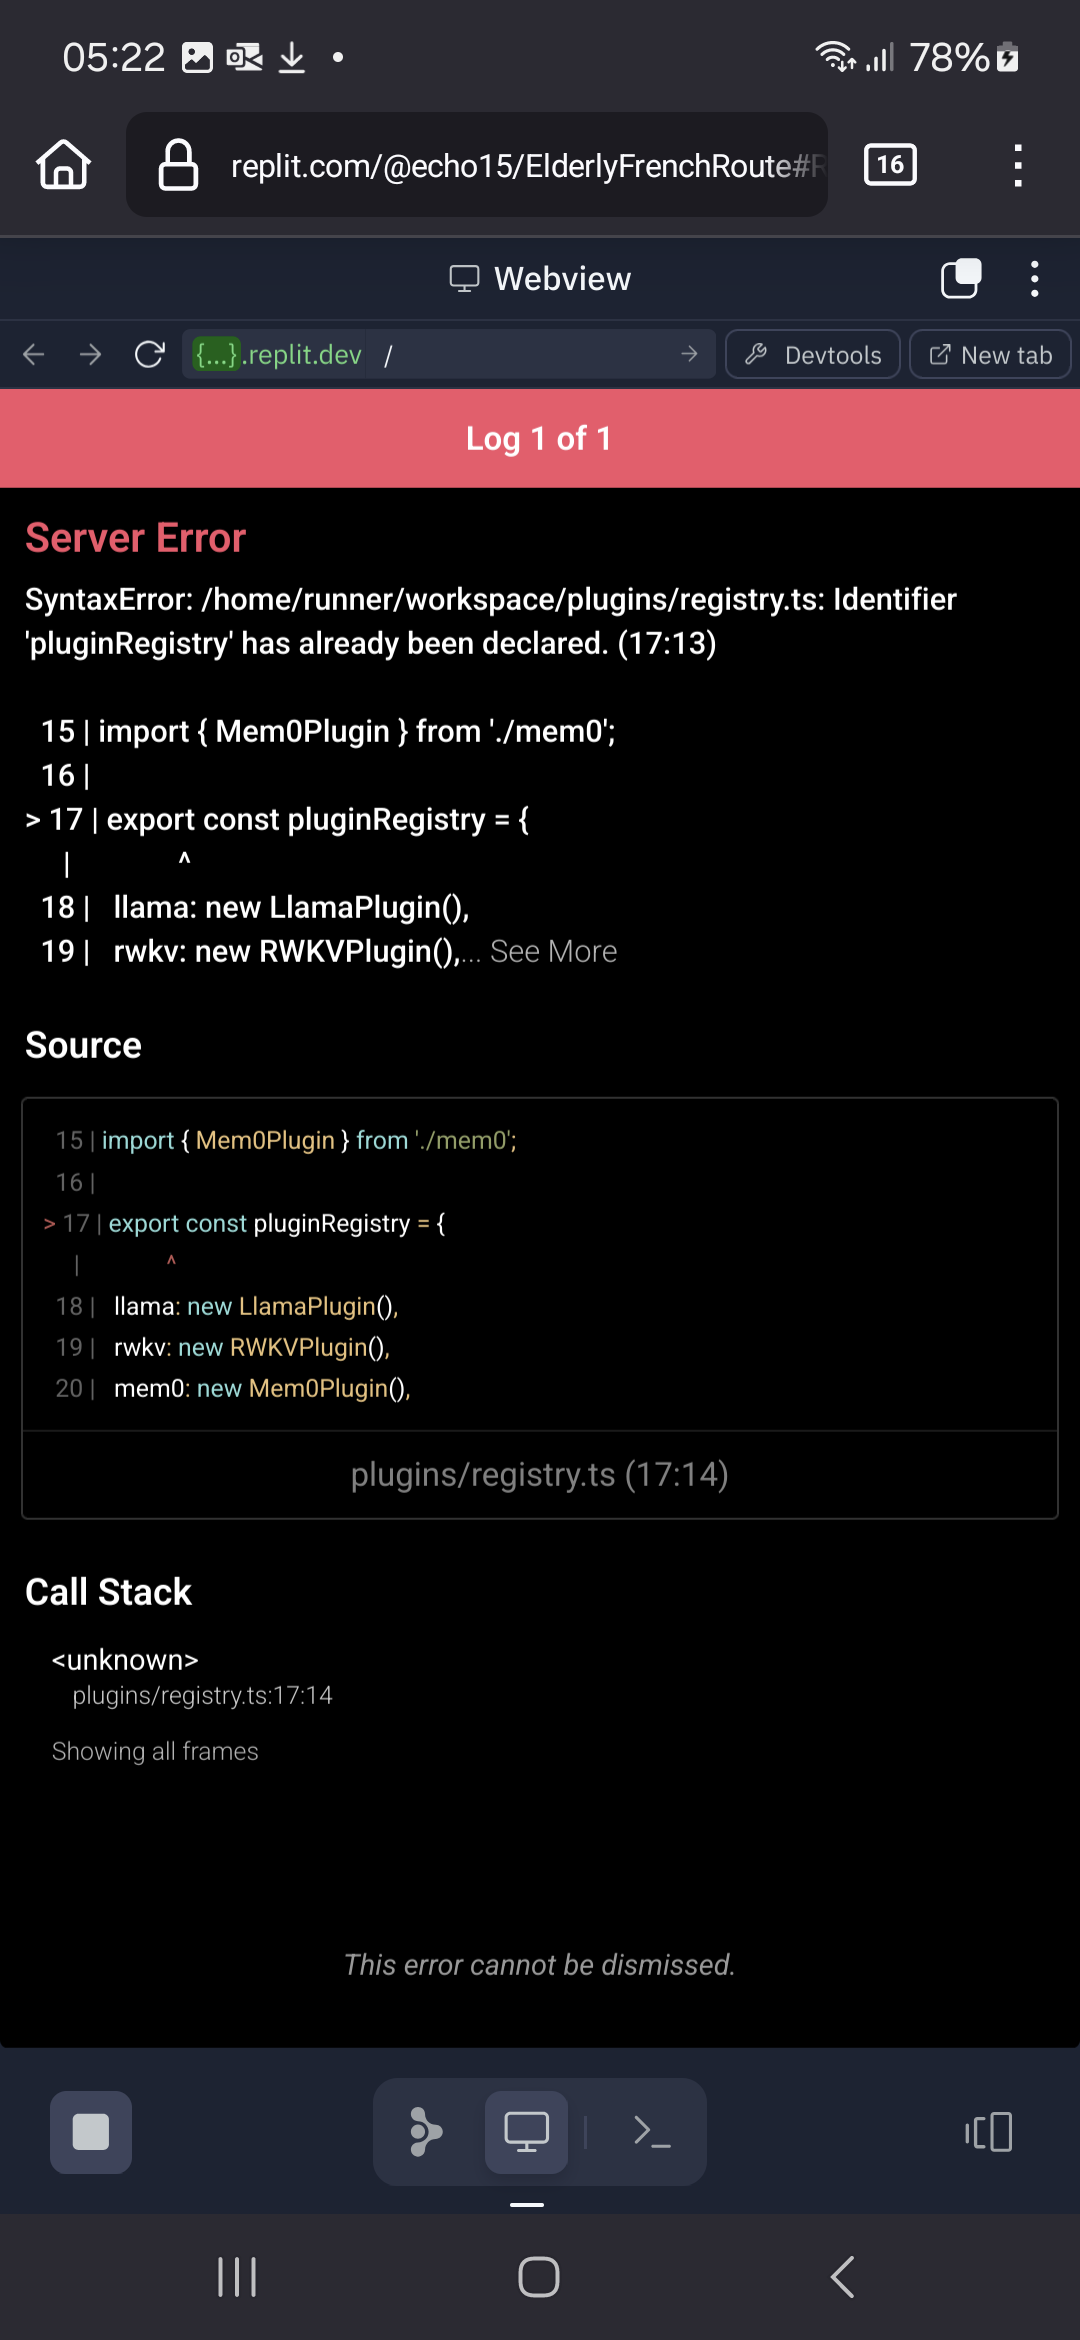 05:22
78%
replit.com/@echo15/ElderlyFrenchRoute#
16
Webview
{...}.replit.dev /
Devtools
New tab
Log 1 of 1
Server Error
SyntaxError: /home/runner/workspace/plugins/registry.ts: Identifier
'pluginRegistry' has already been declared. (17:13)
15 | import { Mem0Plugin } from './mem0';
16 |
> 17 | export const pluginRegistry = {
| ^
18 | llama: new LlamaPlugin(),
19 | rwkv: new RWKVPlugin(),... See More
Source
15 | import { Mem0Plugin } from './mem0';
16 |
> 17 | export const pluginRegistry = {
| ^
18 | llama: new LlamaPlugin(),
19 | rwkv: new RWKVPlugin(),
20 | mem0: new Mem0Plugin(),
plugins/registry.ts (17:14)
Call Stack
<unknown>
plugins/registry.ts:17:14
Showing all frames
This error cannot be dismissed.